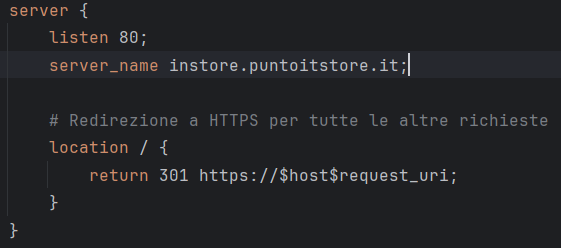 server {
    listen 80;
    server_name instore.puntoitstore.it;
    # Redirezione a HTTPS per tutte le altre richieste
    location / {
        return 301 https://$host$request_uri;
    }
}